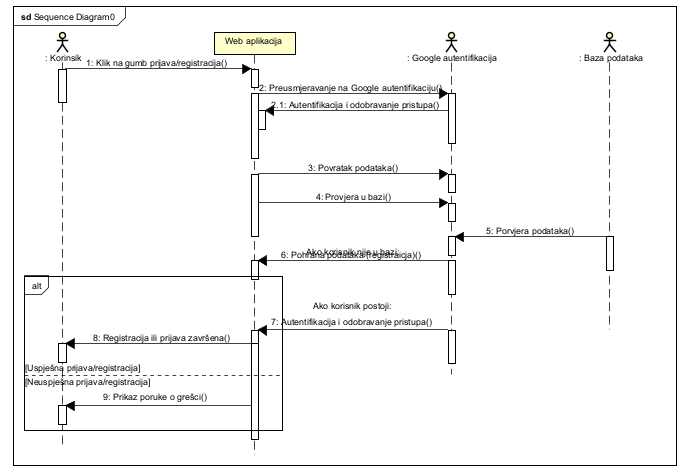 sd Sequence Diagram0
: Korinsik
Web aplikacija
: Google autentifikacija
: Baza podataka
1: Klik na gumb prijava/registracija()
2: Preusmjeravanje na Google autentifikaciju()
2.1: Autentifikacija i odobravanje pristupa()
3: Povratak podataka()
4: Provjera u bazi()
5: Porvjera podataka()
Ako korisnik nije u bazi:
6: Pohrana podataka (registraicja)()
alt
Ako korisnik postoji:
7: Autentifikacija i odobravanje pristupa()
8: Registracija ili prijava završena()
[Uspješna prijava/registracija]
[Neuspješna prijava/registracija]
9: Prikaz poruke o grešci()